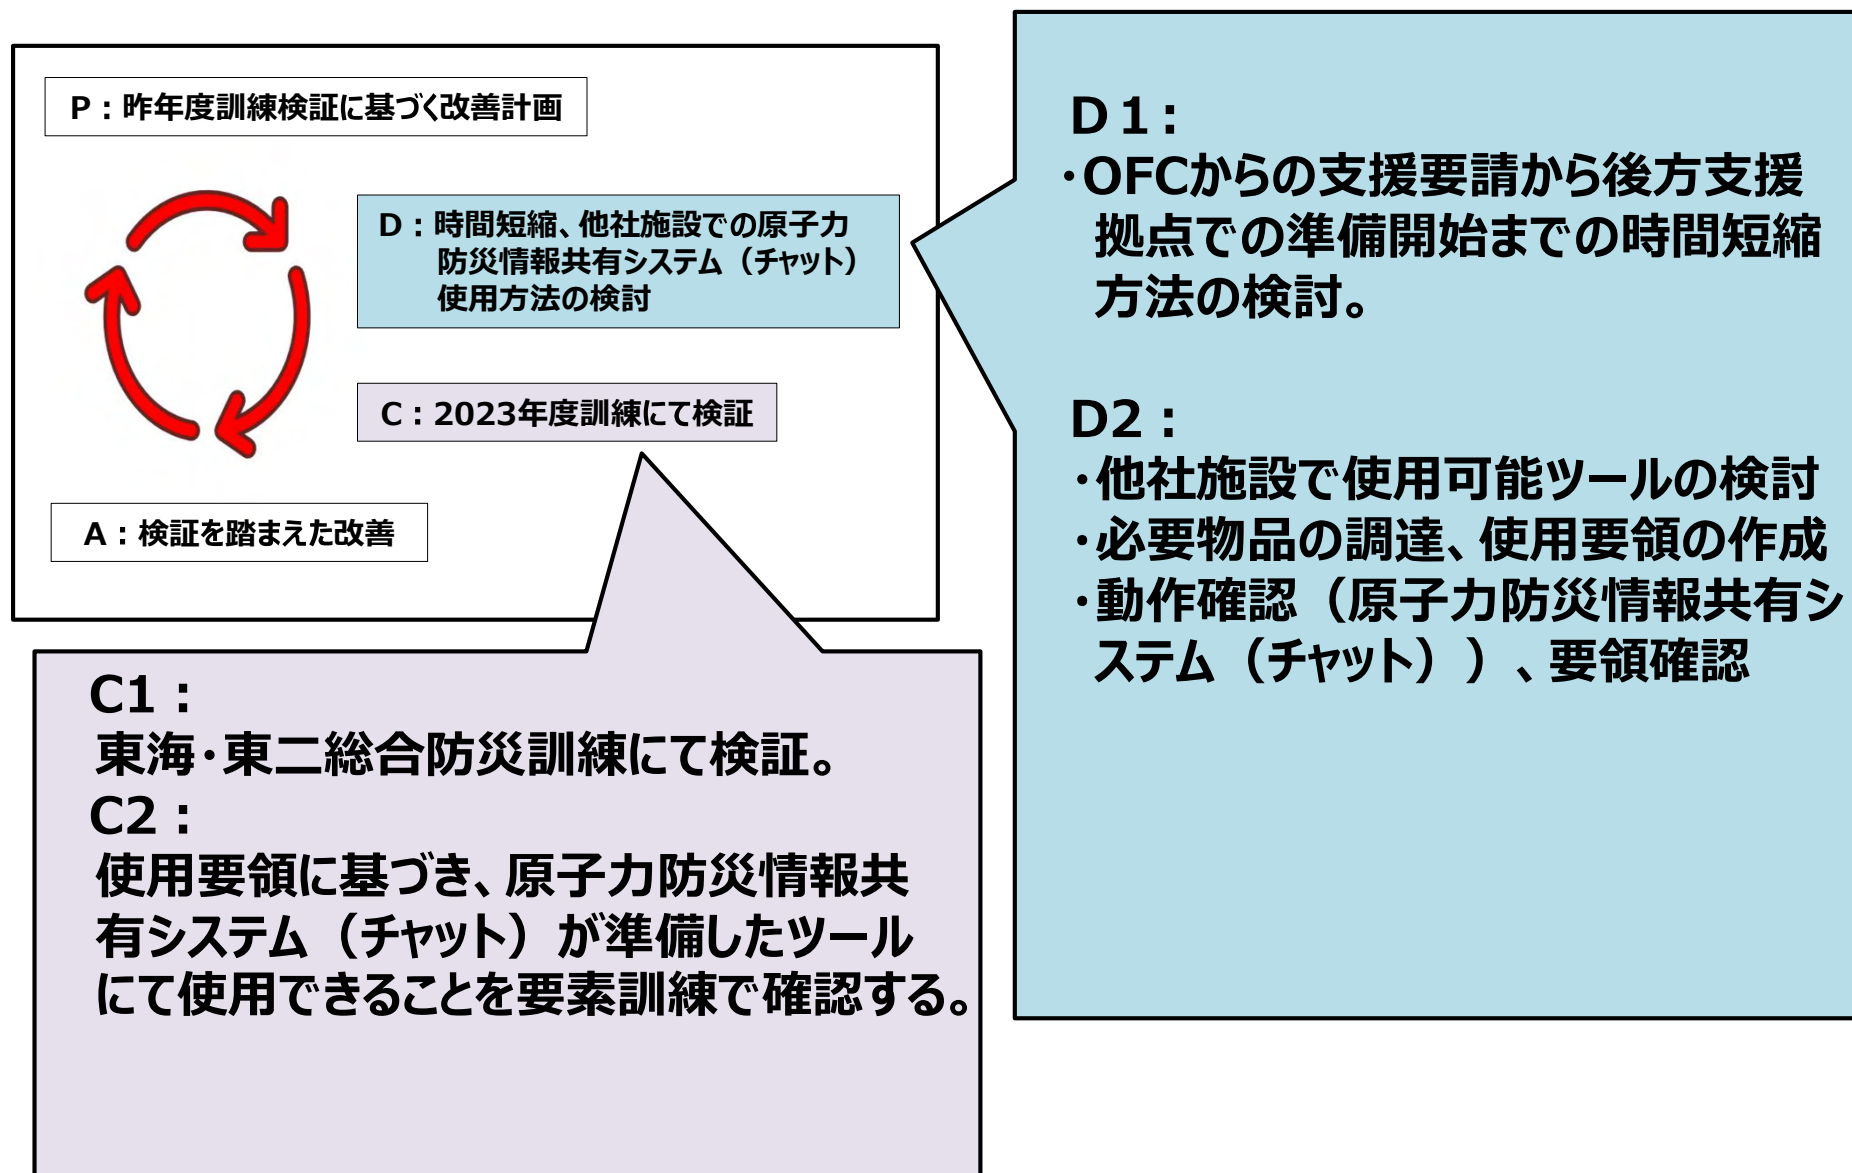 P：昨年度訓練検証に基づく改善計画
D：時間短縮、他社施設での原子力
防災情報共有システム（チャット）
使用方法の検討
C：2023年度訓練にて検証
A：検証を踏まえた改善
D１：
・OFCからの支援要請から後方支援
拠点での準備開始までの時間短縮
方法の検討。
D2：
・他社施設で使用可能ツールの検討
・必要物品の調達、使用要領の作成
・動作確認（原子力防災情報共有シ
ステム（チャット））、要領確認
C1：
東海・東二総合防災訓練にて検証。
C2：
使用要領に基づき、原子力防災情報共
有システム（チャット）が準備したツール
にて使用できることを要素訓練で確認する。